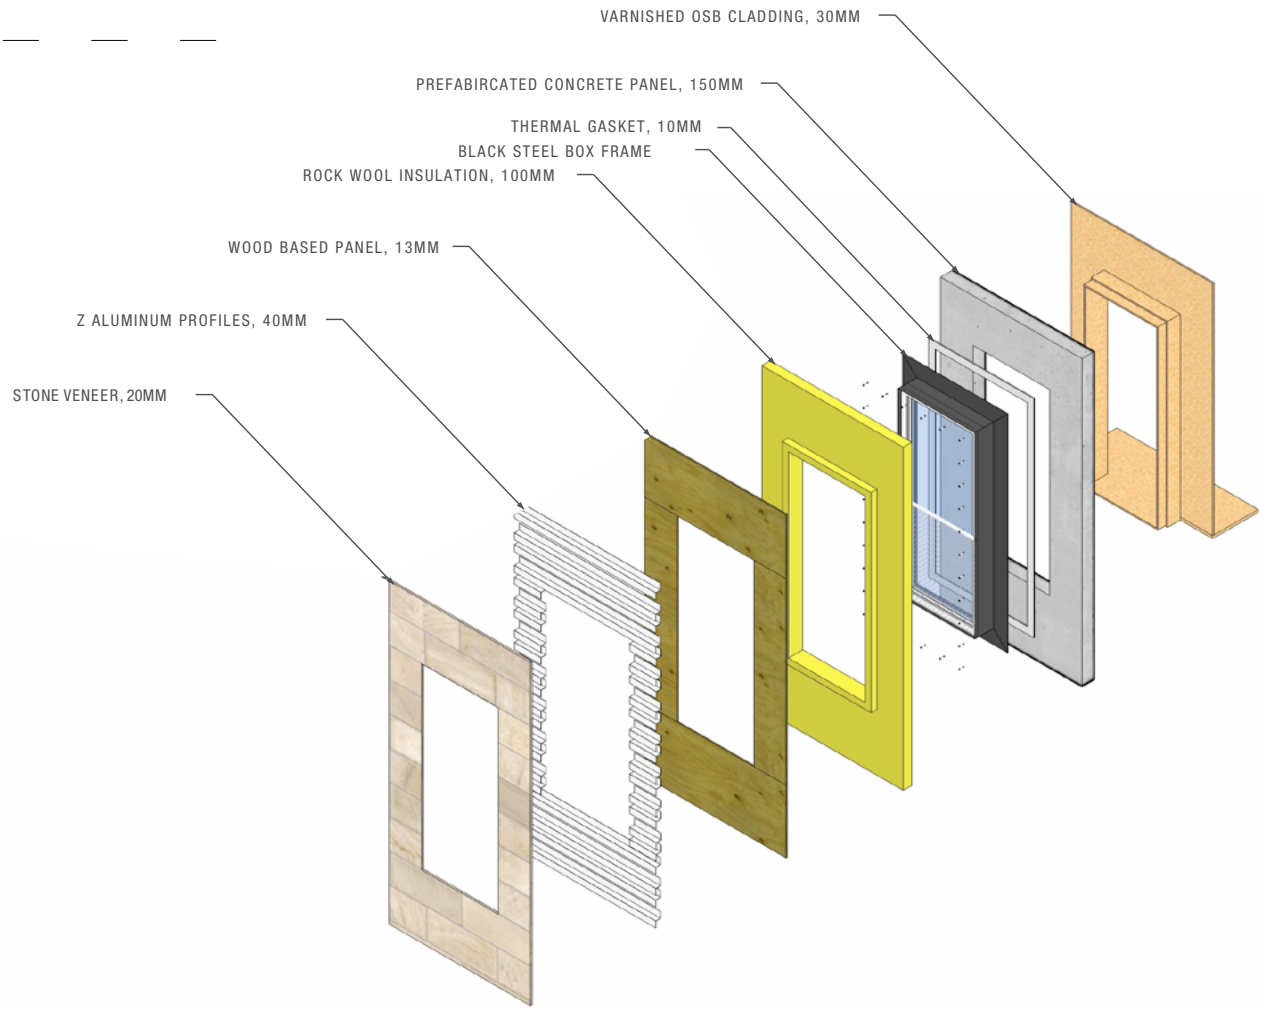 VARNISHED OSB CLADDING, 30MM
PREFABIRCATED CONCRETE PANEL, 150MM
THERMAL GASKET, 10MM
BLACK STEEL BOX FRAME
ROCK WOOL INSULATION, 100MM
WOOD BASED PANEL, 13MM
Z ALUMINUM PROFILES, 40MM
STONE VENEER, 20MM